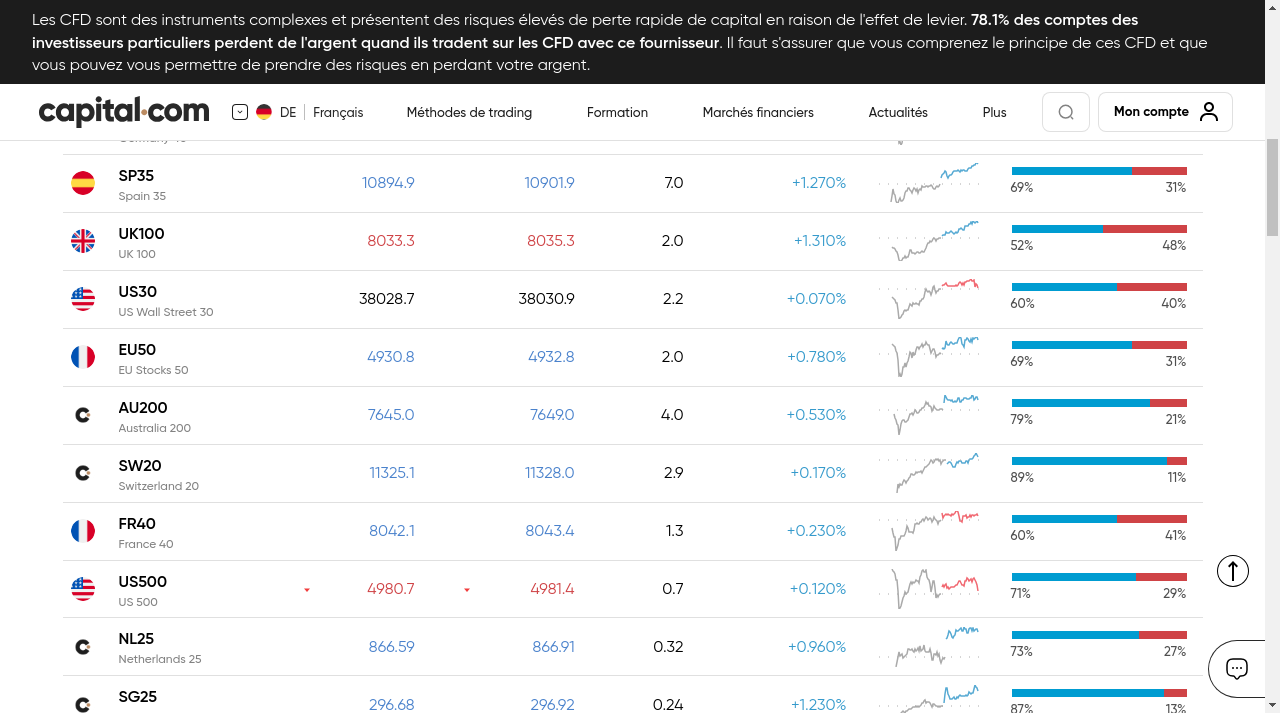 Les CFD sont des instruments complexes et présentent des risques élevés de perte rapide de capital en raison de l'effet de levier. 78.1% des comptes des
investisseurs particuliers perdent de l'argent quand ils tradent sur les CFD avec ce fournisseur. Il faut s'assurer que vous comprenez le principe de ces CFD et que
vous pouvez vous permettre de prendre des risques en perdant votre argent.
capital.com DE Français Méthodes de trading Formation Marchés financiers Actualités Plus Mon compte
SP35 10894.9 10901.9 7.0 +1.270%
Spain 35 69% 31%
UK100 8033.3 8035.3 2.0 +1.310%
UK 100 52% 48%
US30 38028.7 38030.9 2.2 +0.070%
US Wall Street 30 60% 40%
EU50 4930.8 4932.8 2.0 +0.780%
EU Stocks 50 69% 31%
AU200 7645.0 7649.0 4.0 +0.530%
Australia 200 79% 21%
SW20 11325.1 11328.0 2.9 +0.170%
Switzerland 20 89% 11%
FR40 8042.1 8043.4 1.3 +0.230%
France 40 60% 41%
US500 4980.7 4981.4 0.7 +0.120%
US 500 71% 29%
NL25 866.59 866.91 0.32 +0.960%
Netherlands 25 73% 27%
SG25 296.68 296.92 0.24 +1.230%
87% 13%